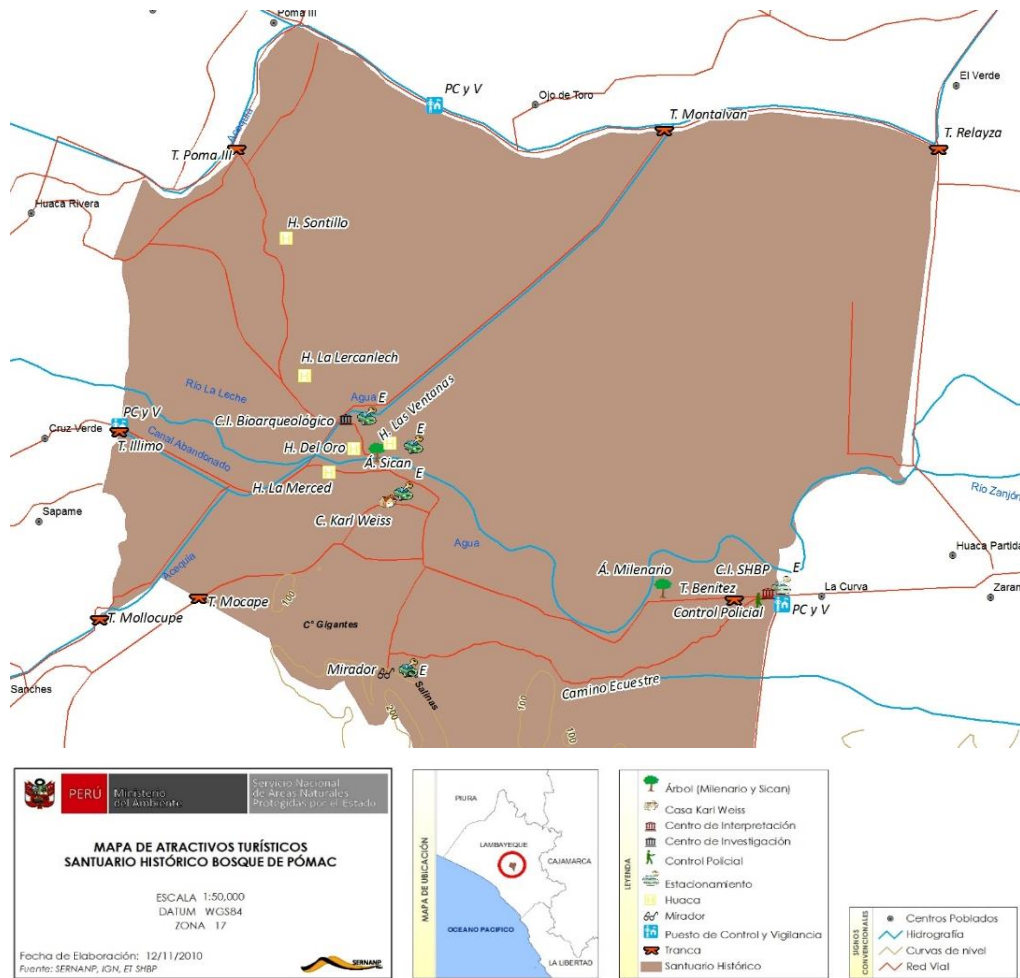 Poma III
El Verde
PC y V
Ojo de Toro
T. Montalvan
Acequia
T. Relayza
T. Poma III
Huaca Rivera
H. Sontillo
H. La Lercanlech
Río La Leche
Agua
E
H. Las Ventanas
PC y V
C.I. Bioarqueológico
E
Cruz Verde
T. Illimo
Canal Abandonado
H. Del Oro
Á. Sican
E
H. La Merced
Río Zanjón
Sapame
C. Karl Weiss
Agua
Huaca Partida
Acequia
Á. Milenario
C.I. SHBP
E
T. Benitez
La Curva
Zaran
T. Mocape
100
Control Policial
PC y V
T. Mollocupe
C° Gigantes
Mirador
E
Salinas
Camino Ecuestre
Sanches
200
100
100
PERÚ
Ministerio
del Ambiente
Servicio Nacional
de Áreas Naturales
Protegidas por el Estado
MAPA DE ATRACTIVOS TURÍSTICOS
SANTUARIO HISTÓRICO BOSQUE DE PÓMAC
ESCALA 1:50,000
DATUM WGS84
ZONA 17
Fecha de Elaboración: 12/11/2010
Fuente: SERNANP, IGN, ET SHBP
SERNANP
MAPA DE UBICACIÓN
PIURA
LAMBAYEQUE
CAJAMARCA
OCEANO PACIFICO
LA LIBERTAD
LEYENDA
Árbol (Milenario y Sican)
Casa Karl Weiss
Centro de Interpretación
Centro de Investigación
Control Policial
Estacionamiento
Huaca
Mirador
Puesto de Control y Vigilancia
Tranca
Santuario Histórico
SIGNOS
CONVENCIONALES
Centros Poblados
Hidrografía
Curvas de nivel
Red Vial